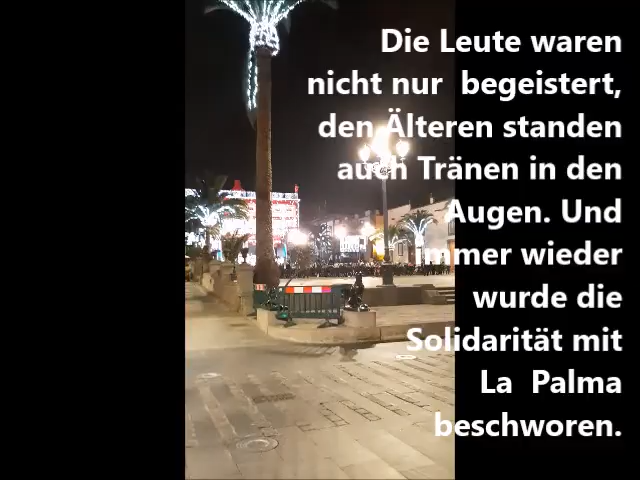 Die Leute waren
nicht nur begeistert,
den Älteren standen
auch Tränen in den
Augen. Und
immer wieder
wurde die
Solidarität mit
La Palma
beschworen.